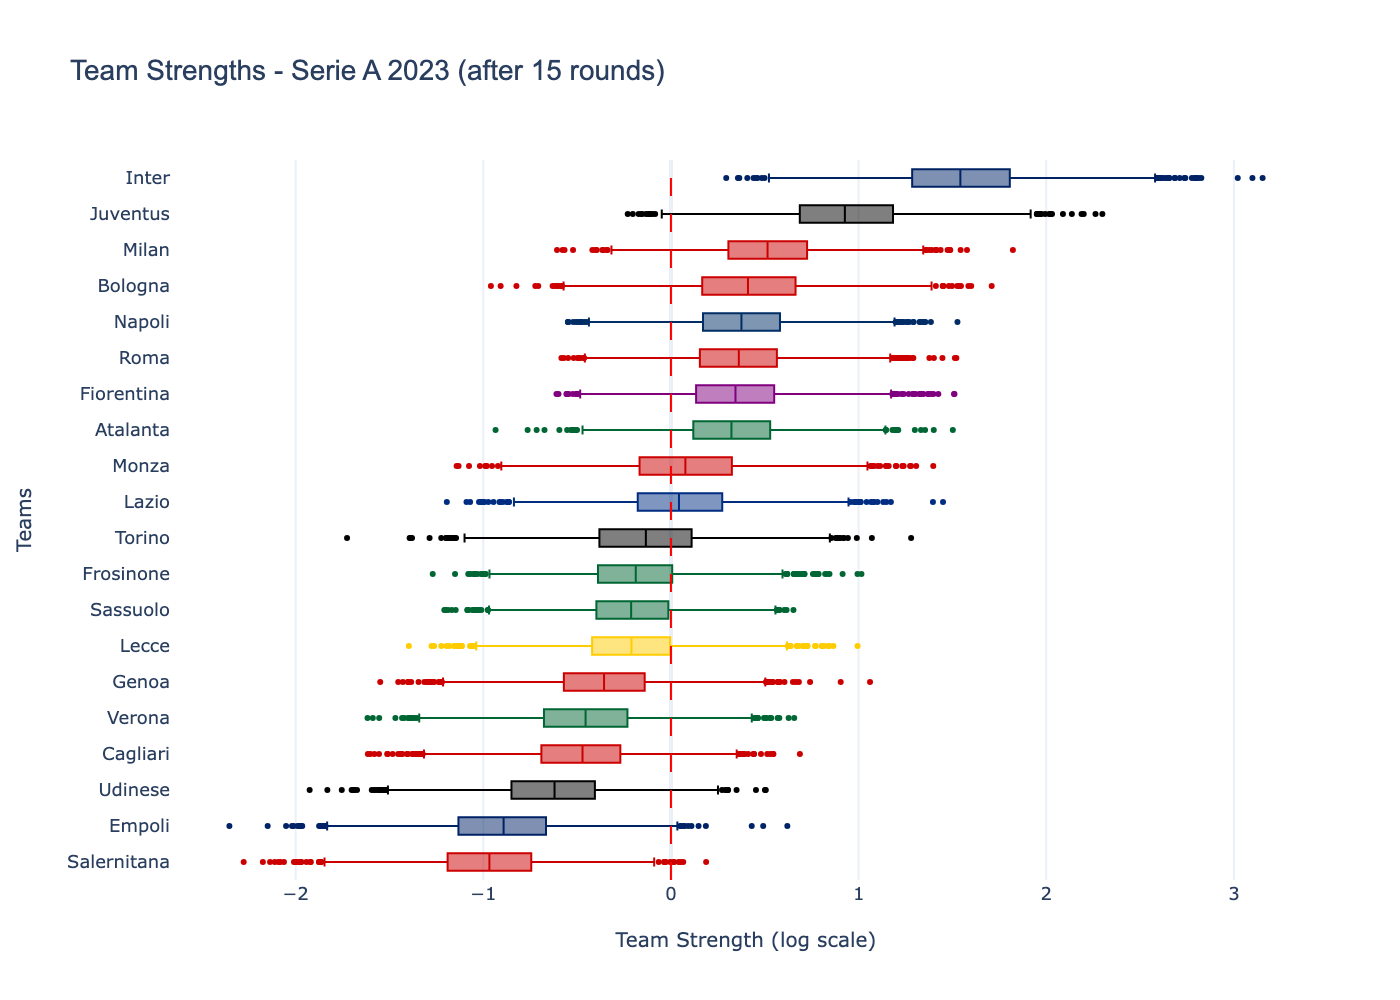 Team Strengths - Serie A 2023 (after 15 rounds)
Teams
Inter
Juventus
Milan
Bologna
Napoli
Roma
Fiorentina
Atalanta
Monza
Lazio
Torino
Frosinone
Sassuolo
Lecce
Genoa
Verona
Cagliari
Udinese
Empoli
Salernitana
−2 −1 0 1 2 3
Team Strength (log scale)